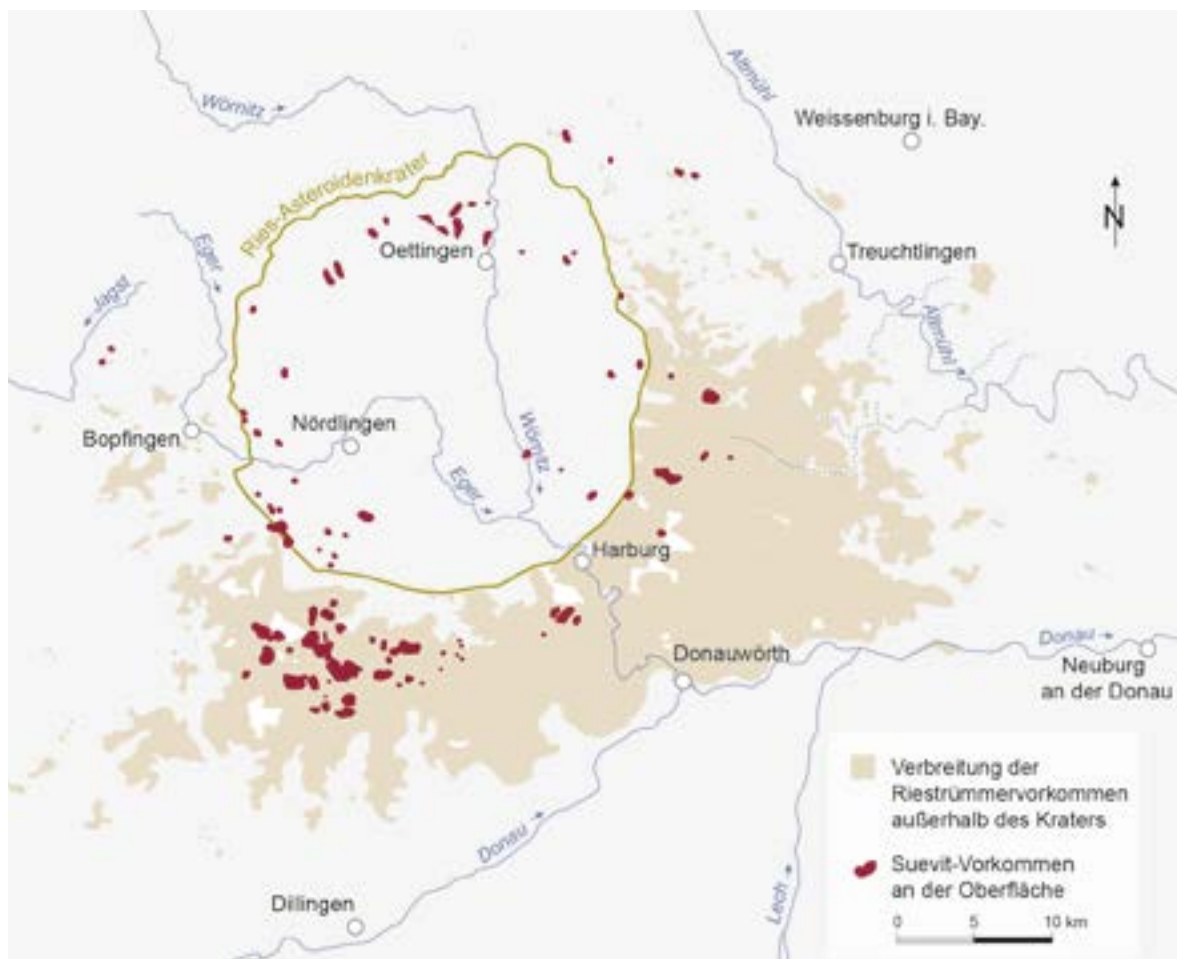 Wörnitz
Altmühl
Weissenburg i. Bay.
Ries-Asteroidenkrater
N
Eger
Oettingen
Treuchtlingen
Jagst
Altmühl
Bopfingen
Nördlingen
Wörnitz
Eger
Harburg
Donauwörth
Donau
Neuburg
an der Donau
Verbreitung der
Riestrümmervorkommen
außerhalb des Kraters
Donau
Suevit-Vorkommen
an der Oberfläche
Lech
Dillingen
0 5 10 km